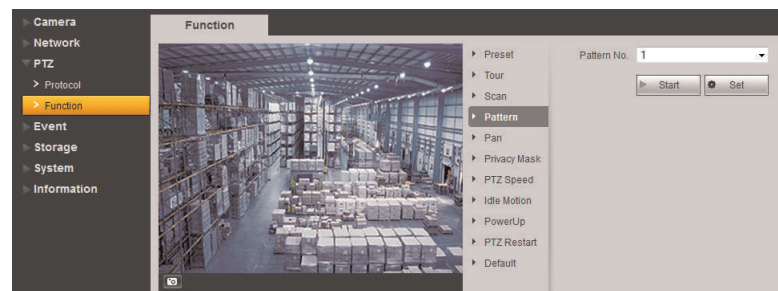 Camera
Network
PTZ
Protocol
Function
Event
Storage
System
Information
Function
Preset
Tour
Scan
Pattern
Pan
Privacy Mask
PTZ Speed
Idle Motion
PowerUp
PTZ Restart
Default
Pattern No. 1
Start Set